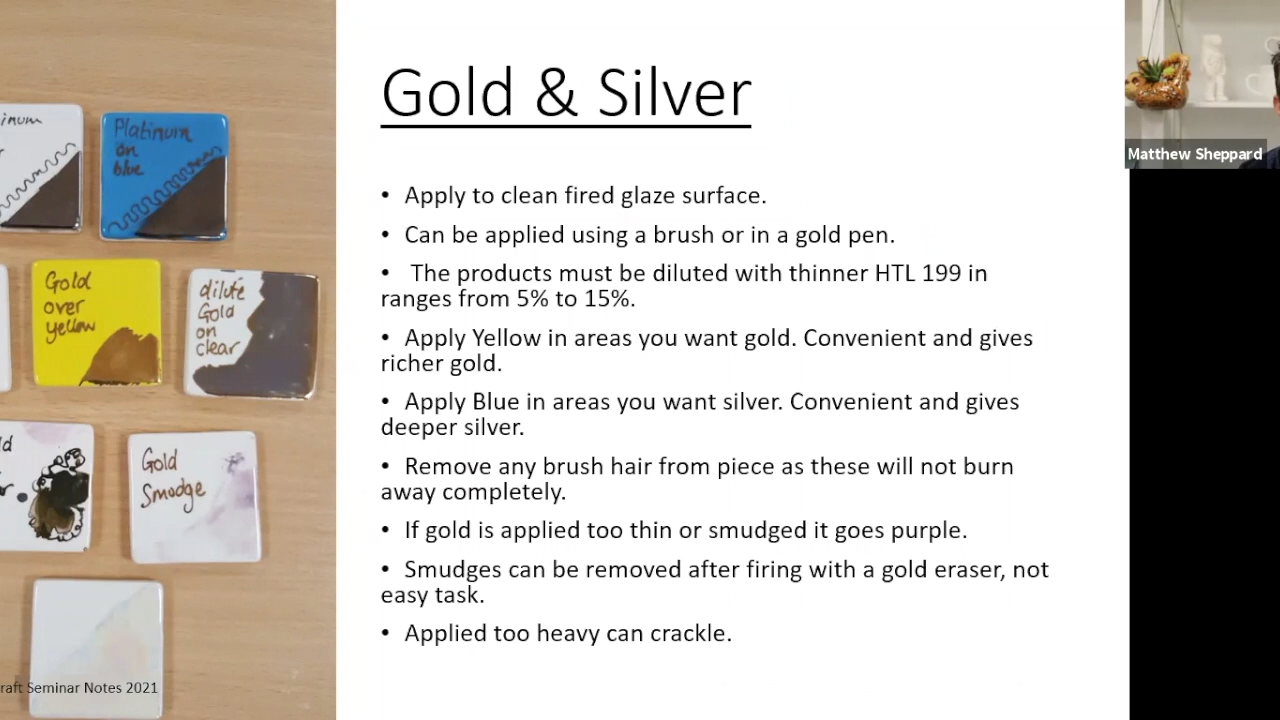 Gold & Silver
Matthew Sheppard
• Apply to clean fired glaze surface.
• Can be applied using a brush or in a gold pen.
• The products must be diluted with thinner HTL 199 in
ranges from 5% to 15%.
• Apply Yellow in areas you want gold. Convenient and gives
richer gold.
• Apply Blue in areas you want silver. Convenient and gives
deeper silver.
• Remove any brush hair from piece as these will not burn
away completely.
• If gold is applied too thin or smudged it goes purple.
• Smudges can be removed after firing with a gold eraser, not
easy task.
• Applied too heavy can crackle.
Platinum
on
blue
Gold
over
yellow
dilute
Gold
on
clear
Gold
Smudge
raft Seminar Notes 2021